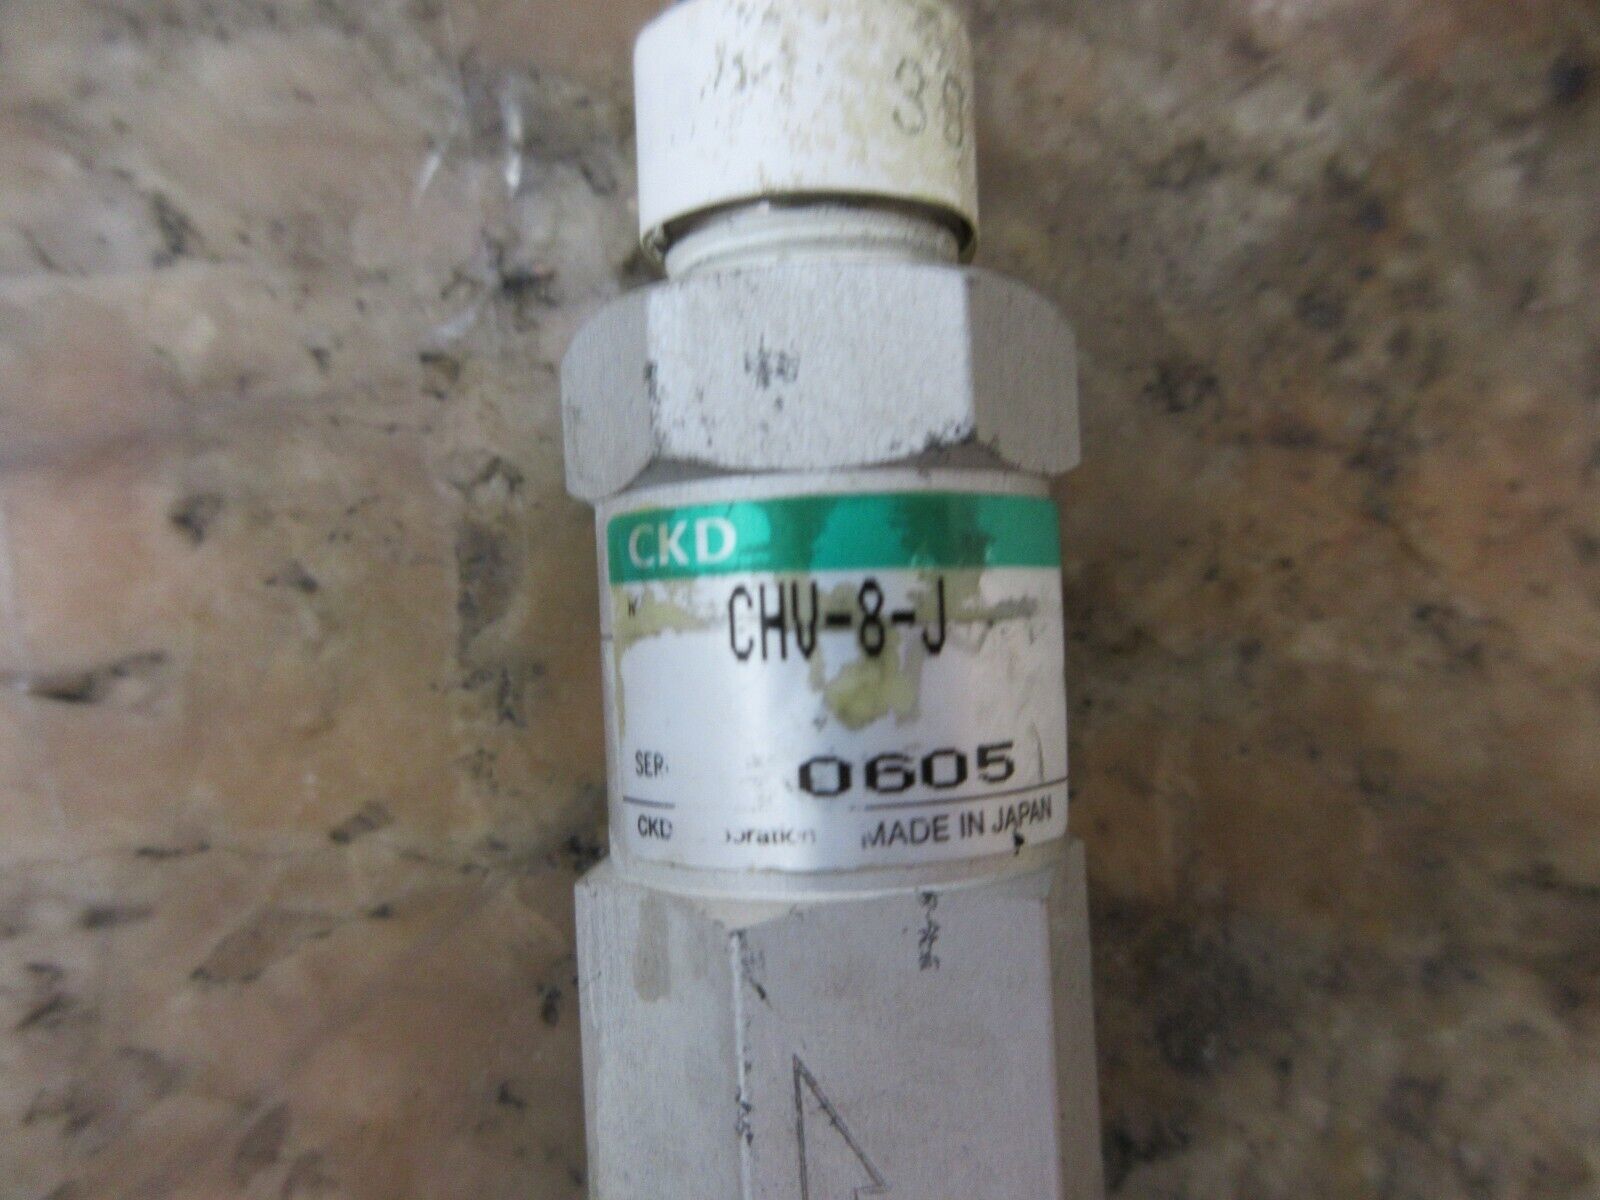 38
CKD
CHV-8-J
SER. 0605
CKD MADE IN JAPAN